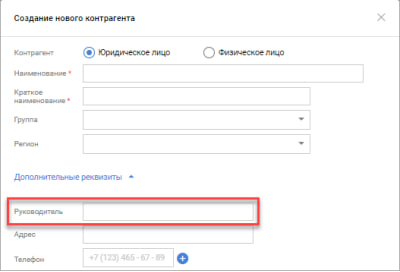 Создание нового контрагента
Контрагент Юридическое лицо Физическое лицо
Наименование *
Краткое
наименование *
Группа
Регион
Дополнительные реквизиты
Руководитель
Адрес
Телефон +7 (123) 465 - 67 - 89